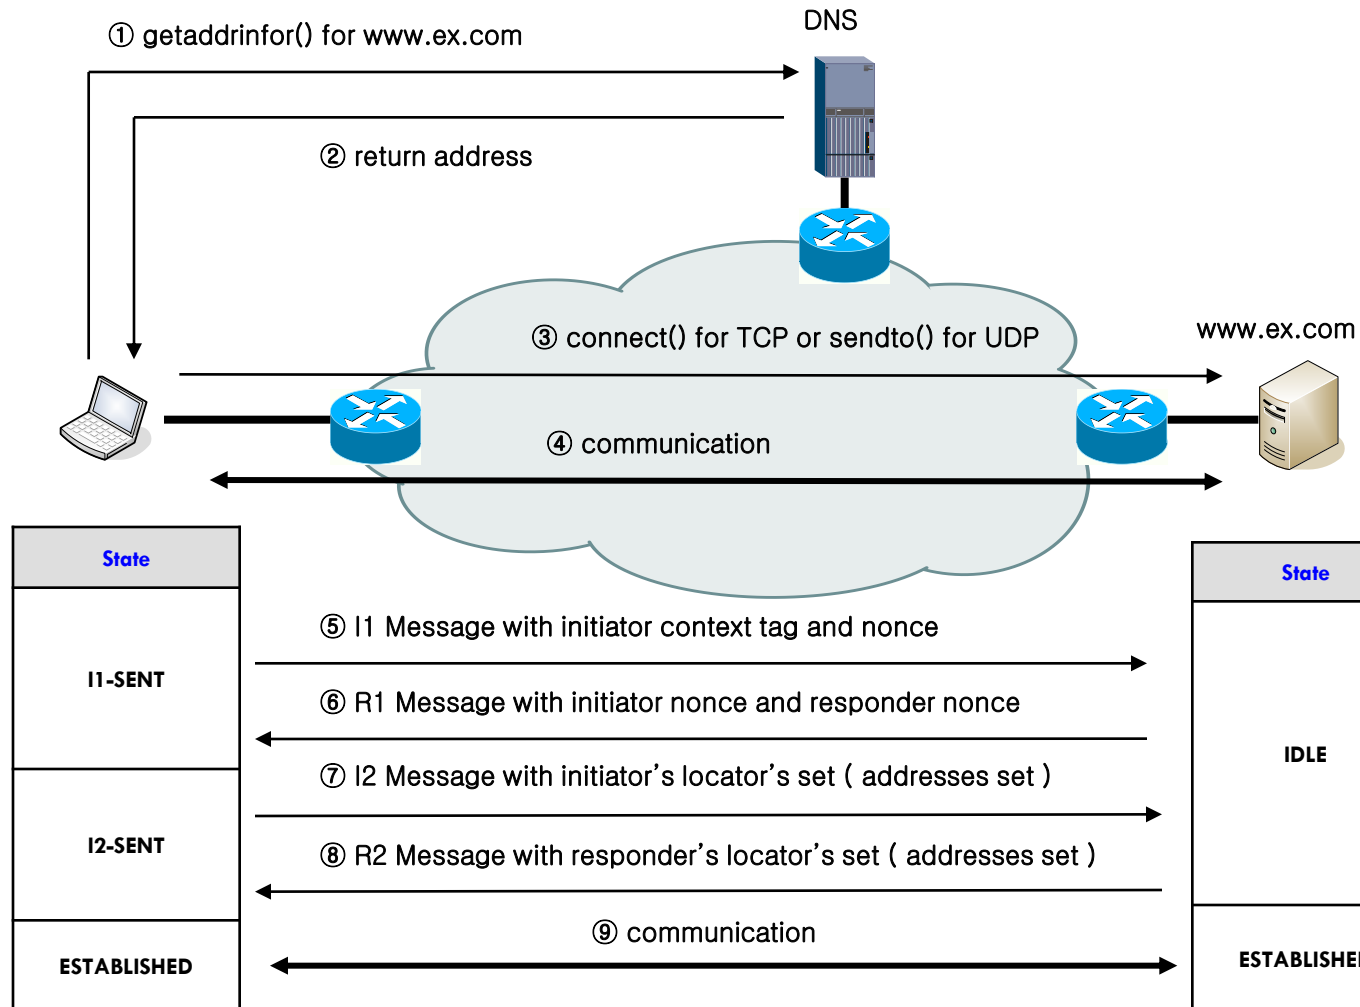 DNS
① getaddrinfor() for www.ex.com
② return address
③ connect() for TCP or sendto() for UDP
www.ex.com
④ communication
State
State
⑤ I1 Message with initiator context tag and nonce
I1-SENT
⑥ R1 Message with initiator nonce and responder nonce
IDLE
⑦ I2 Message with initiator's locator's set ( addresses set )
I2-SENT
⑧ R2 Message with responder's locator's set ( addresses set )
⑨ communication
ESTABLISHED
ESTABLISHED